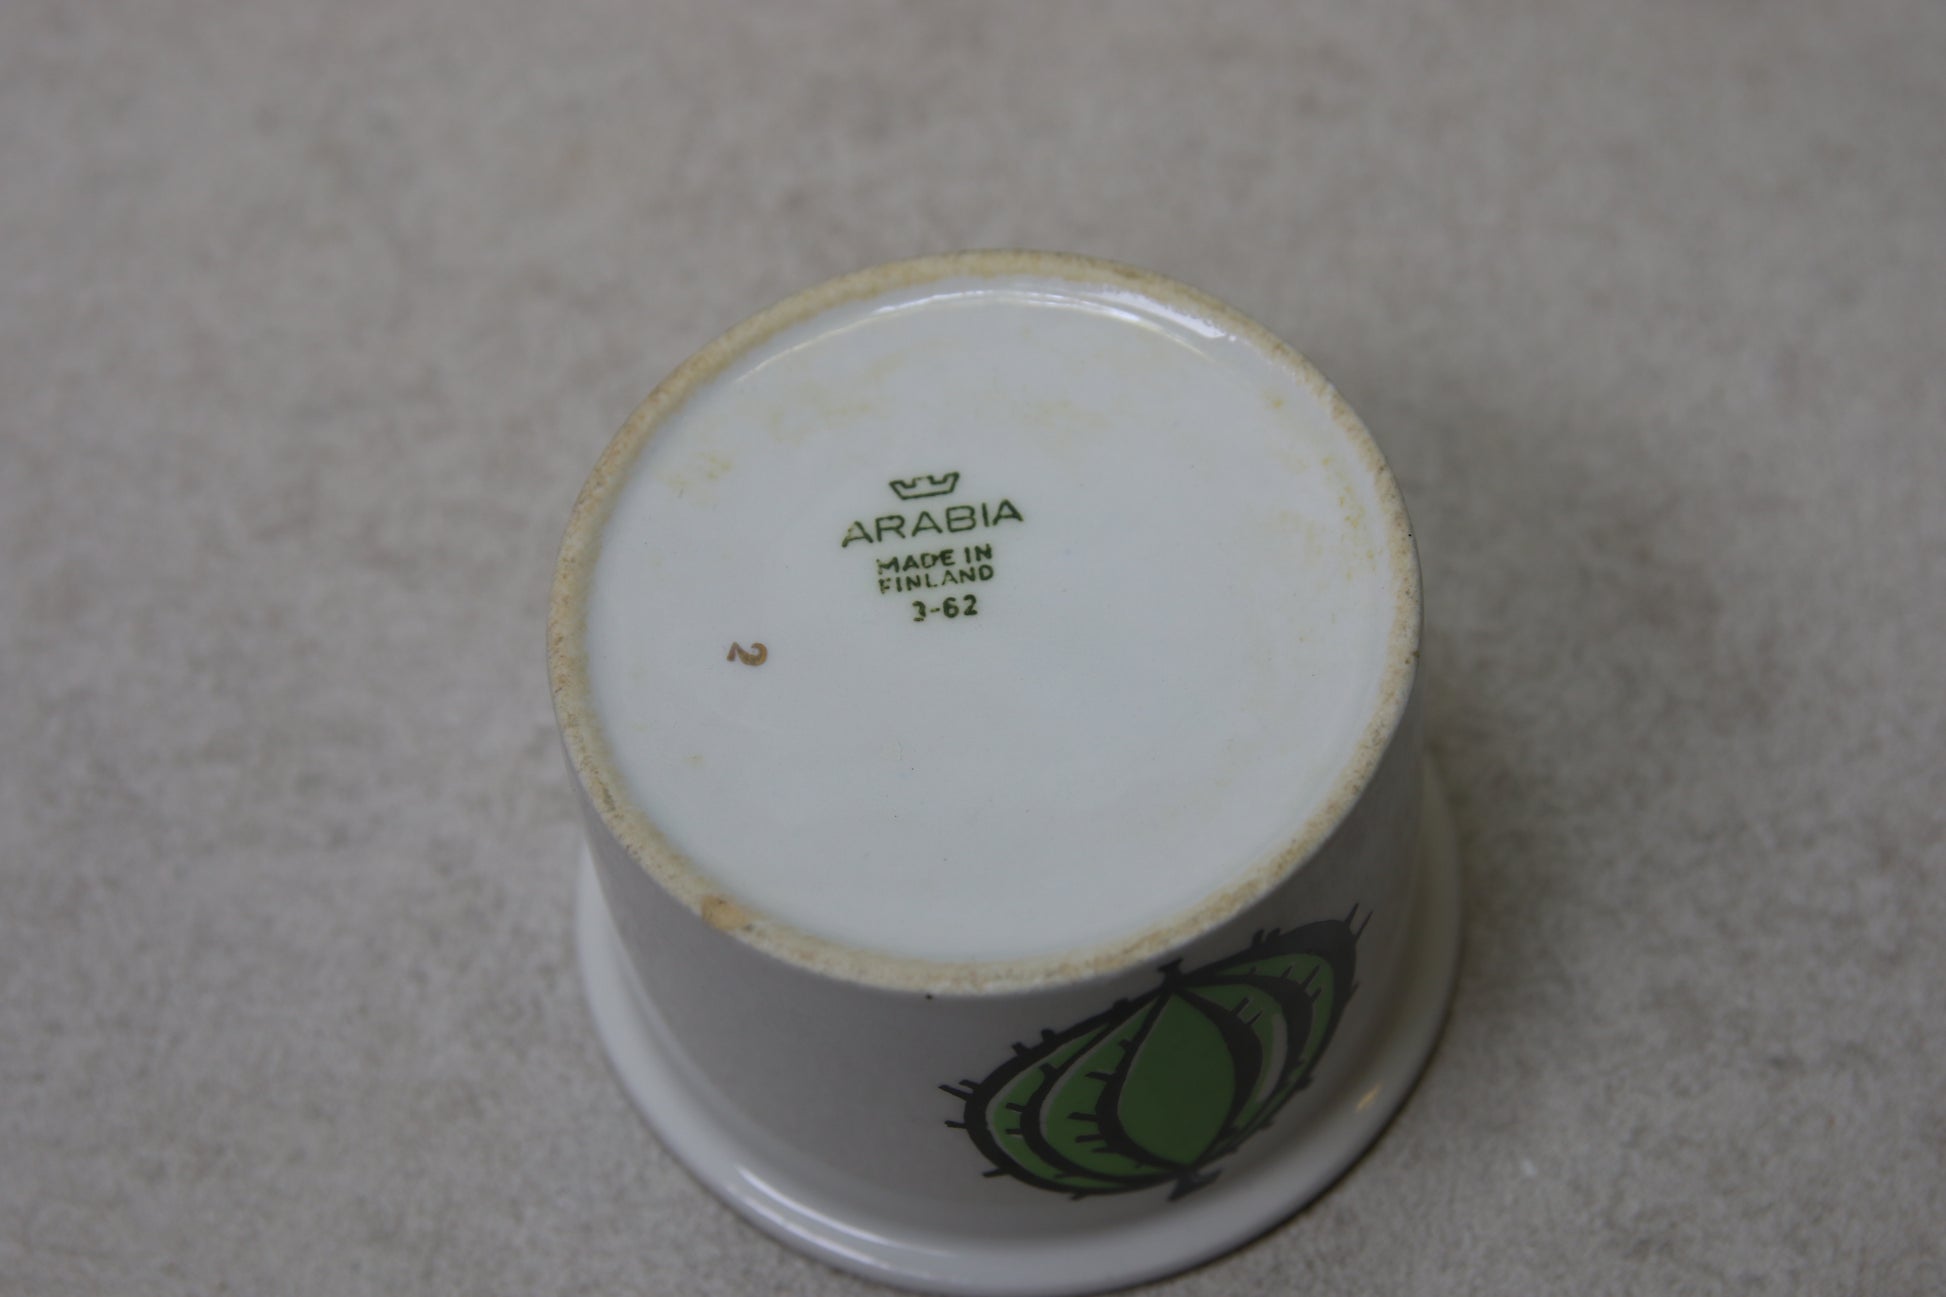 ARABIA
MADE IN
FINLAND
3-62
2